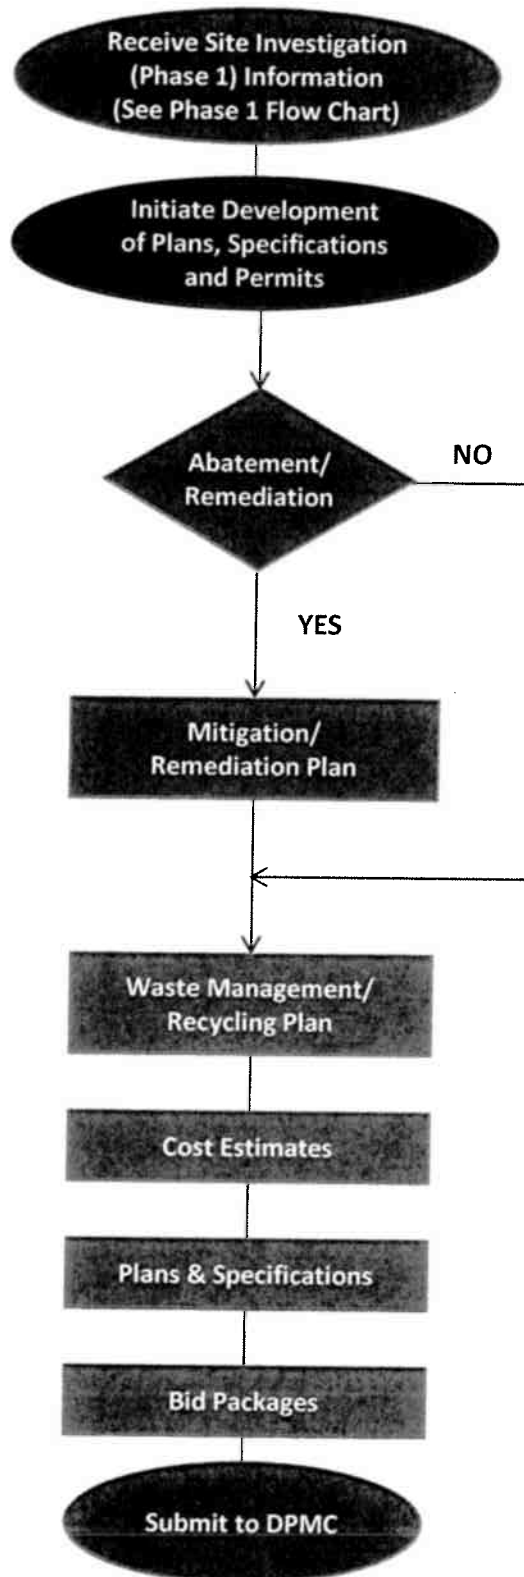 Receive Site Investigation
(Phase 1) Information
(See Phase 1 Flow Chart)
Initiate Development
of Plans, Specifications
and Permits
Abatement/
Remediation
NO
YES
Mitigation/
Remediation Plan
Waste Management/
Recycling Plan
Cost Estimates
Plans & Specifications
Bid Packages
Submit to DPMC